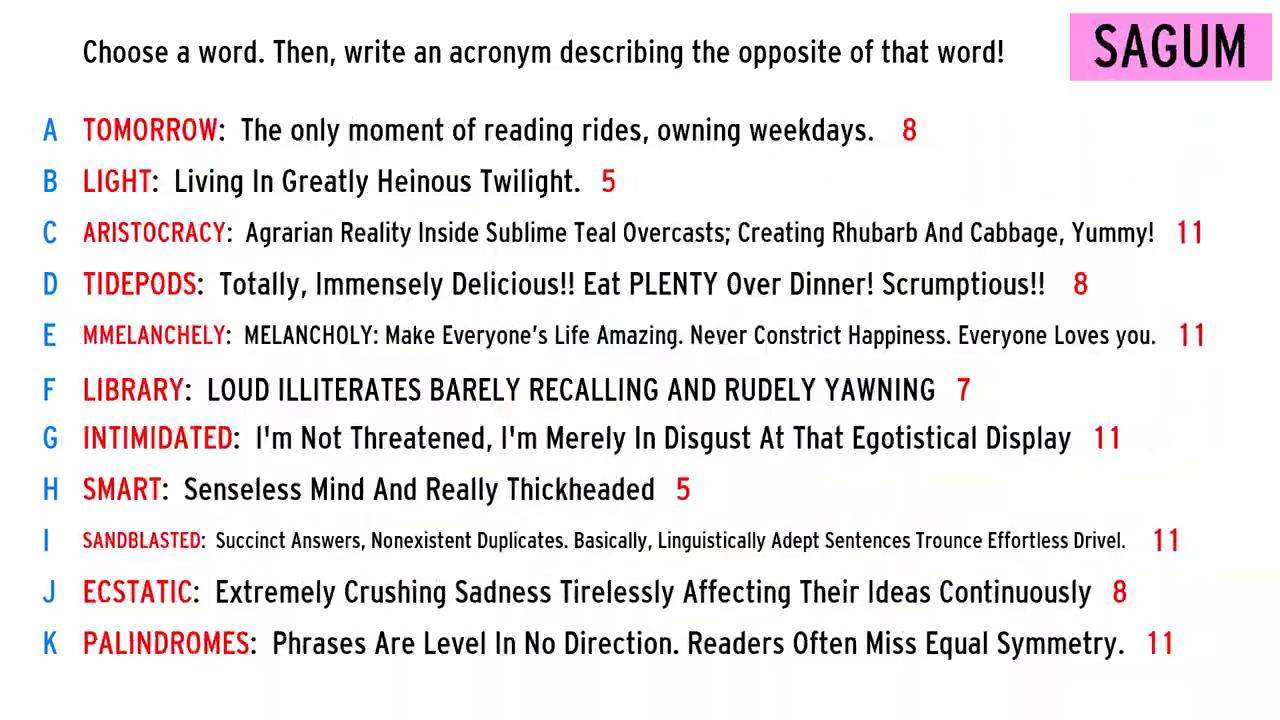 Choose a word. Then, write an acronym describing the opposite of that word!
SAGUM
A TOMORROW: The only moment of reading rides, owning weekdays. 8
B LIGHT: Living In Greatly Heinous Twilight. 5
C ARISTOCRACY: Agrarian Reality Inside Sublime Teal Overcasts; Creating Rhubarb And Cabbage, Yummy! 11
D TIDEPODS: Totally, Immensely Delicious!! Eat PLENTY Over Dinner! Scrumptious!! 8
E MMELANCHELY: MELANCHOLY: Make Everyone's Life Amazing. Never Constrict Happiness. Everyone Loves you. 11
F LIBRARY: LOUD ILLITERATES BARELY RECALLING AND RUDELY YAWNING 7
G INTIMIDATED: I'm Not Threatened, I'm Merely In Disgust At That Egotistical Display 11
H SMART: Senseless Mind And Really Thickheaded 5
I SANDBLASTED: Succinct Answers, Nonexistent Duplicates. Basically, Linguistically Adept Sentences Trounce Effortless Drivel. 11
J ECSTATIC: Extremely Crushing Sadness Tirelessly Affecting Their Ideas Continuously 8
K PALINDROMES: Phrases Are Level In No Direction. Readers Often Miss Equal Symmetry. 11